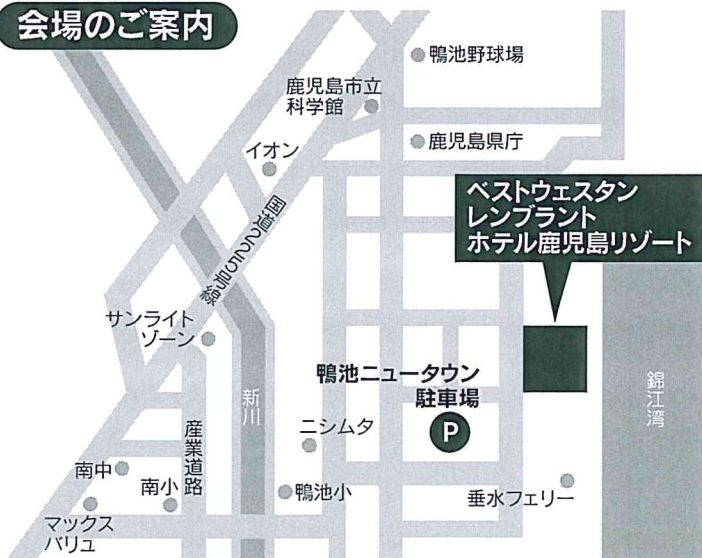 会場のご案内
鴨池野球場
鹿児島市立
科学館
鹿児島県庁
イオン
ベストウェスタン
レンブラント
ホテル鹿児島リゾート
国道225号線
サンライト
ゾーン
鴨池ニュータウン
駐車場
P
新川
錦江湾
産業道路
ニシムタ
南中
南小
鴨池小
垂水フェリー
マックス
バリュ